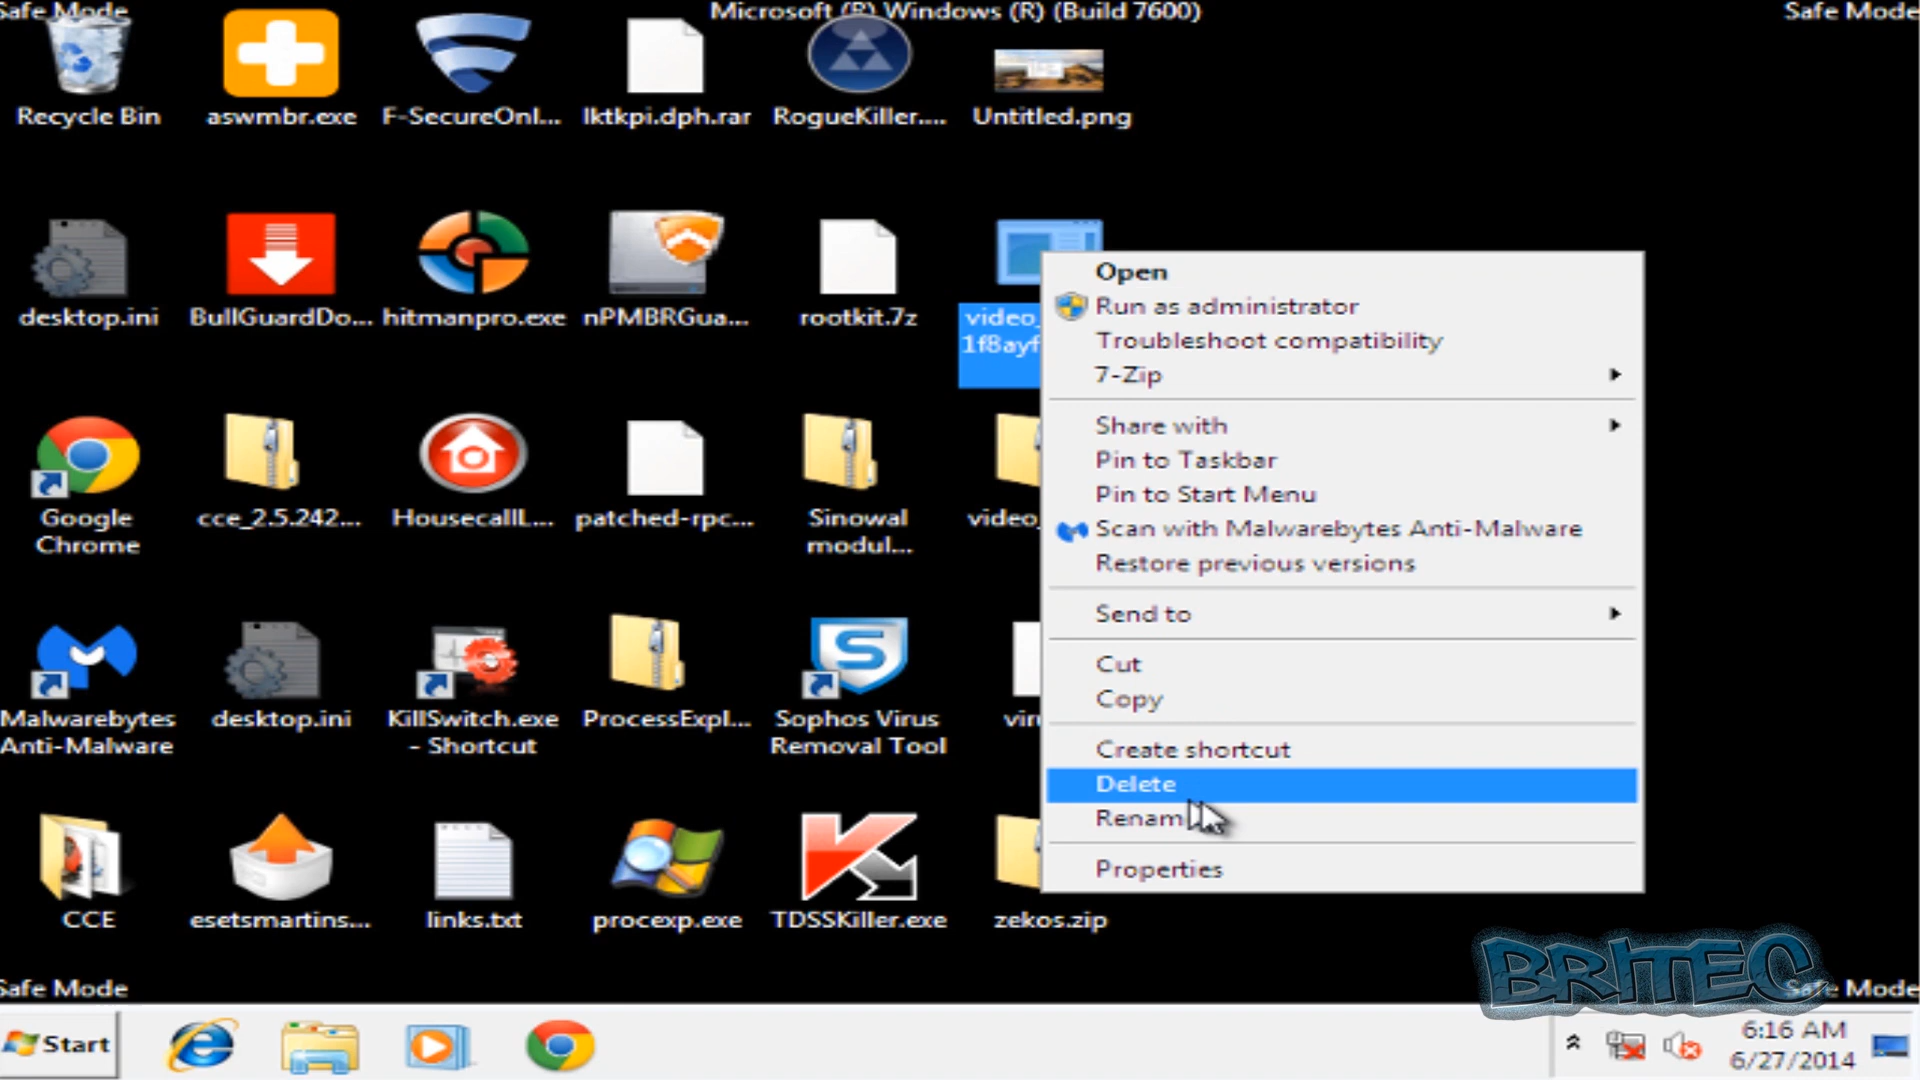 Safe Mode
Microsoft (R) Windows (R) (Build 7600)
Safe Mode
Recycle Bin
aswmbr.exe
F-SecureOnl...
lktkpi.dph.rar
RogueKiller....
Untitled.png
desktop.ini
BullGuardDo...
hitmanpro.exe
nPMBRGua...
rootkit.7z
video_
1f8ayf
Google
Chrome
cce_2.5.242...
HousecallL...
patched-rpc...
Sinowal
modul...
video_
Malwarebytes
Anti-Malware
desktop.ini
KillSwitch.exe
- Shortcut
ProcessExpl...
Sophos Virus
Removal Tool
CCE
esetsmartins...
links.txt
procexp.exe
TDSSKiller.exe
zekos.zip
Open
Run as administrator
Troubleshoot compatibility
7-Zip
Share with
Pin to Taskbar
Pin to Start Menu
Scan with Malwarebytes Anti-Malware
Restore previous versions
Send to
Cut
Copy
Create shortcut
Delete
Renam
Properties
BRITEC
Safe Mode
Safe Mode
Start
6:16 AM
6/27/2014